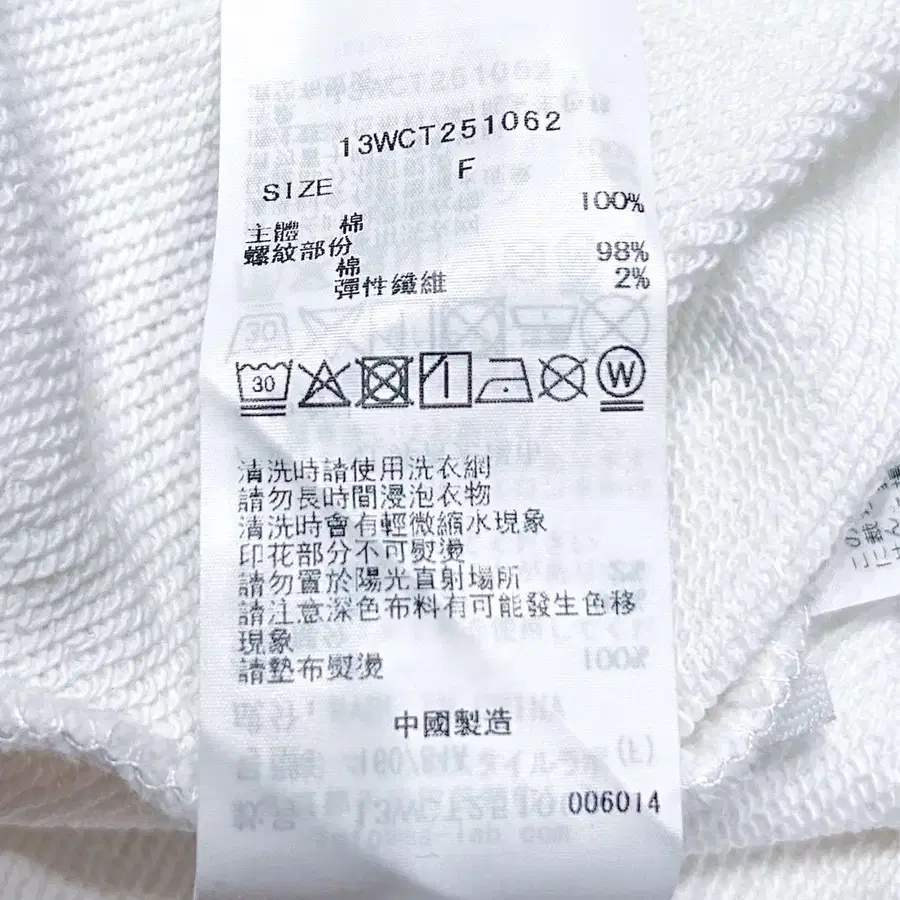 13WCT251062
SIZE F
主體 棉 100%
螺紋部份
棉 98%
彈性纖維 2%
30
W
清洗時請使用洗衣網
請勿長時間浸泡衣物
清洗時會有輕微縮水現象
印花部分不可熨燙
請勿置於陽光直射場所
請注意深色布料有可能發生色移
現象
請墊布熨燙
中國製造
006014